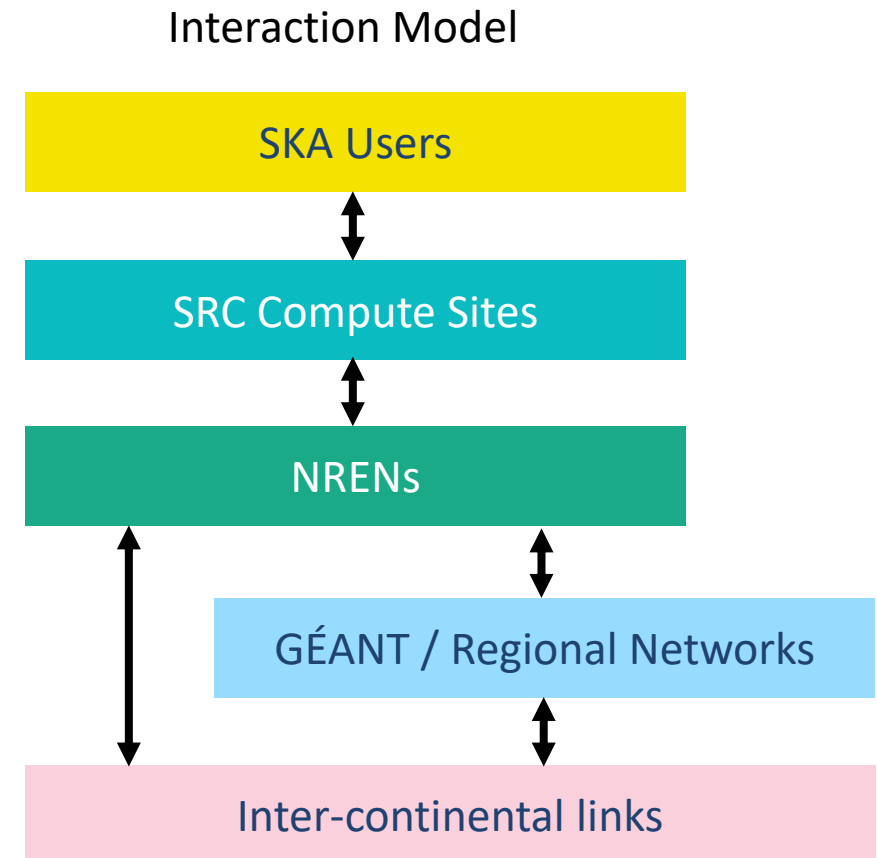 Interaction Model
SKA Users
SRC Compute Sites
NRENs
GÉANT / Regional Networks
Inter-continental links